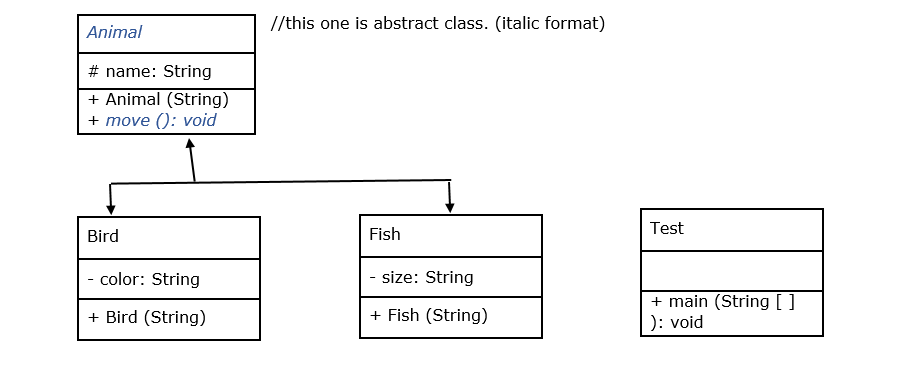 Animal
//this one is abstract class. (italic format)
# name: String
+ Animal (String)
+ move (): void
Bird
- color: String
+ Bird (String)
Fish
- size: String
+ Fish (String)
Test
+ main (String [ ]
): void